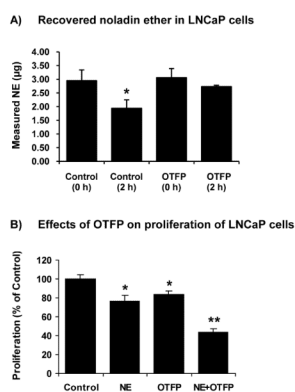 A) Recovered noladin ether in LNCaP cells
Measured NE (µg)
4.00
3.50
3.00
2.50
2.00
1.50
1.00
0.50
0.00
*
Control (0 h)
Control (2 h)
OTFP (0 h)
OTFP (2 h)
B) Effects of OTFP on proliferation of LNCaP cells
Proliferation (% of Control)
120
100
80
60
40
20
0
*
*
**
Control NE OTFP NE+OTFP